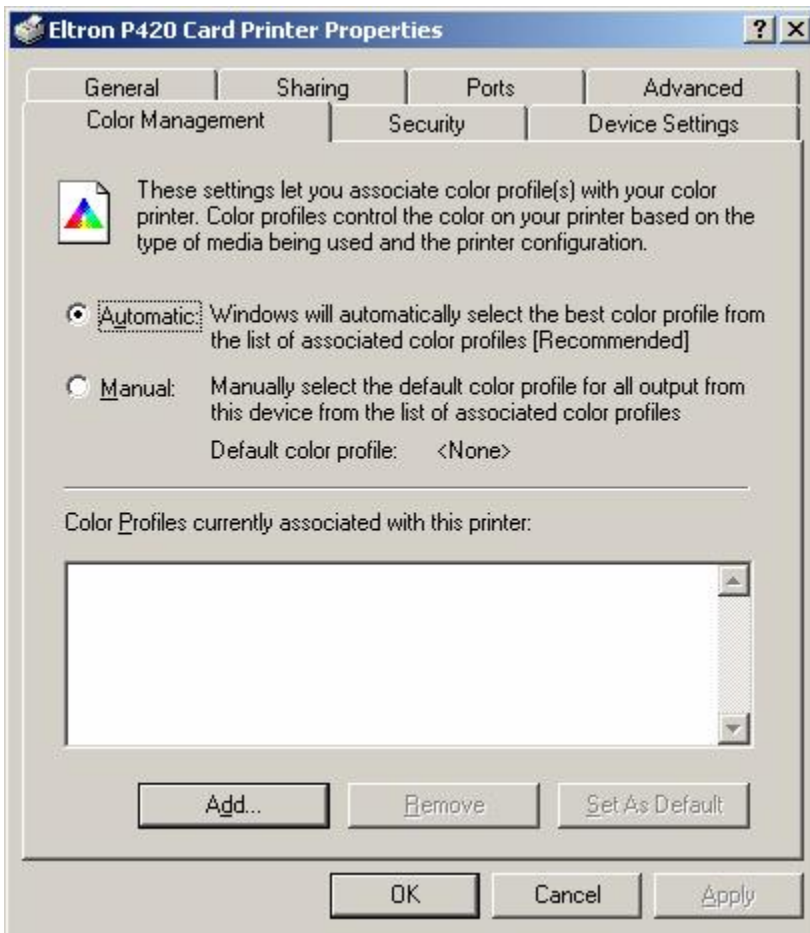 Eltron P420 Card Printer Properties
General Sharing Ports Advanced
Color Management Security Device Settings
These settings let you associate color profile(s) with your color
printer. Color profiles control the color on your printer based on the
type of media being used and the printer configuration.
Automatic: Windows will automatically select the best color profile from
the list of associated color profiles [Recommended]
Manual: Manually select the default color profile for all output from
this device from the list of associated color profiles
Default color profile: <None>
Color Profiles currently associated with this printer:
Add... Remove Set As Default
OK Cancel Apply